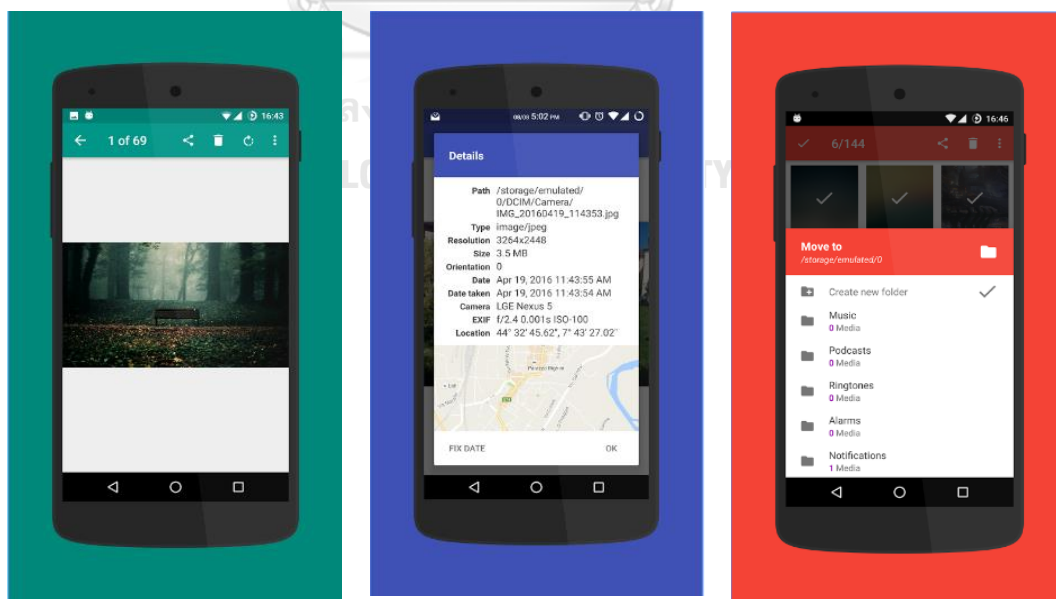 16:43
1 of 69
08/03 5:02 PM
Details
Path /storage/emulated/
0/DCIM/Camera/
IMG_20160419_114353.jpg
Type image/jpeg
Resolution 3264x2448
Size 3.5 MB
Orientation 0
Date Apr 19, 2016 11:43:55 AM
Date taken Apr 19, 2016 11:43:54 AM
Camera LGE Nexus 5
EXIF f/2.4 0.001s ISO-100
Location 44° 32' 45.62", 7° 43' 27.02"
FIX DATE OK
16:46
6/144
Move to
/storage/emulated/0
Create new folder
Music
0 Media
Podcasts
0 Media
Ringtones
0 Media
Alarms
0 Media
Notifications
1 Media